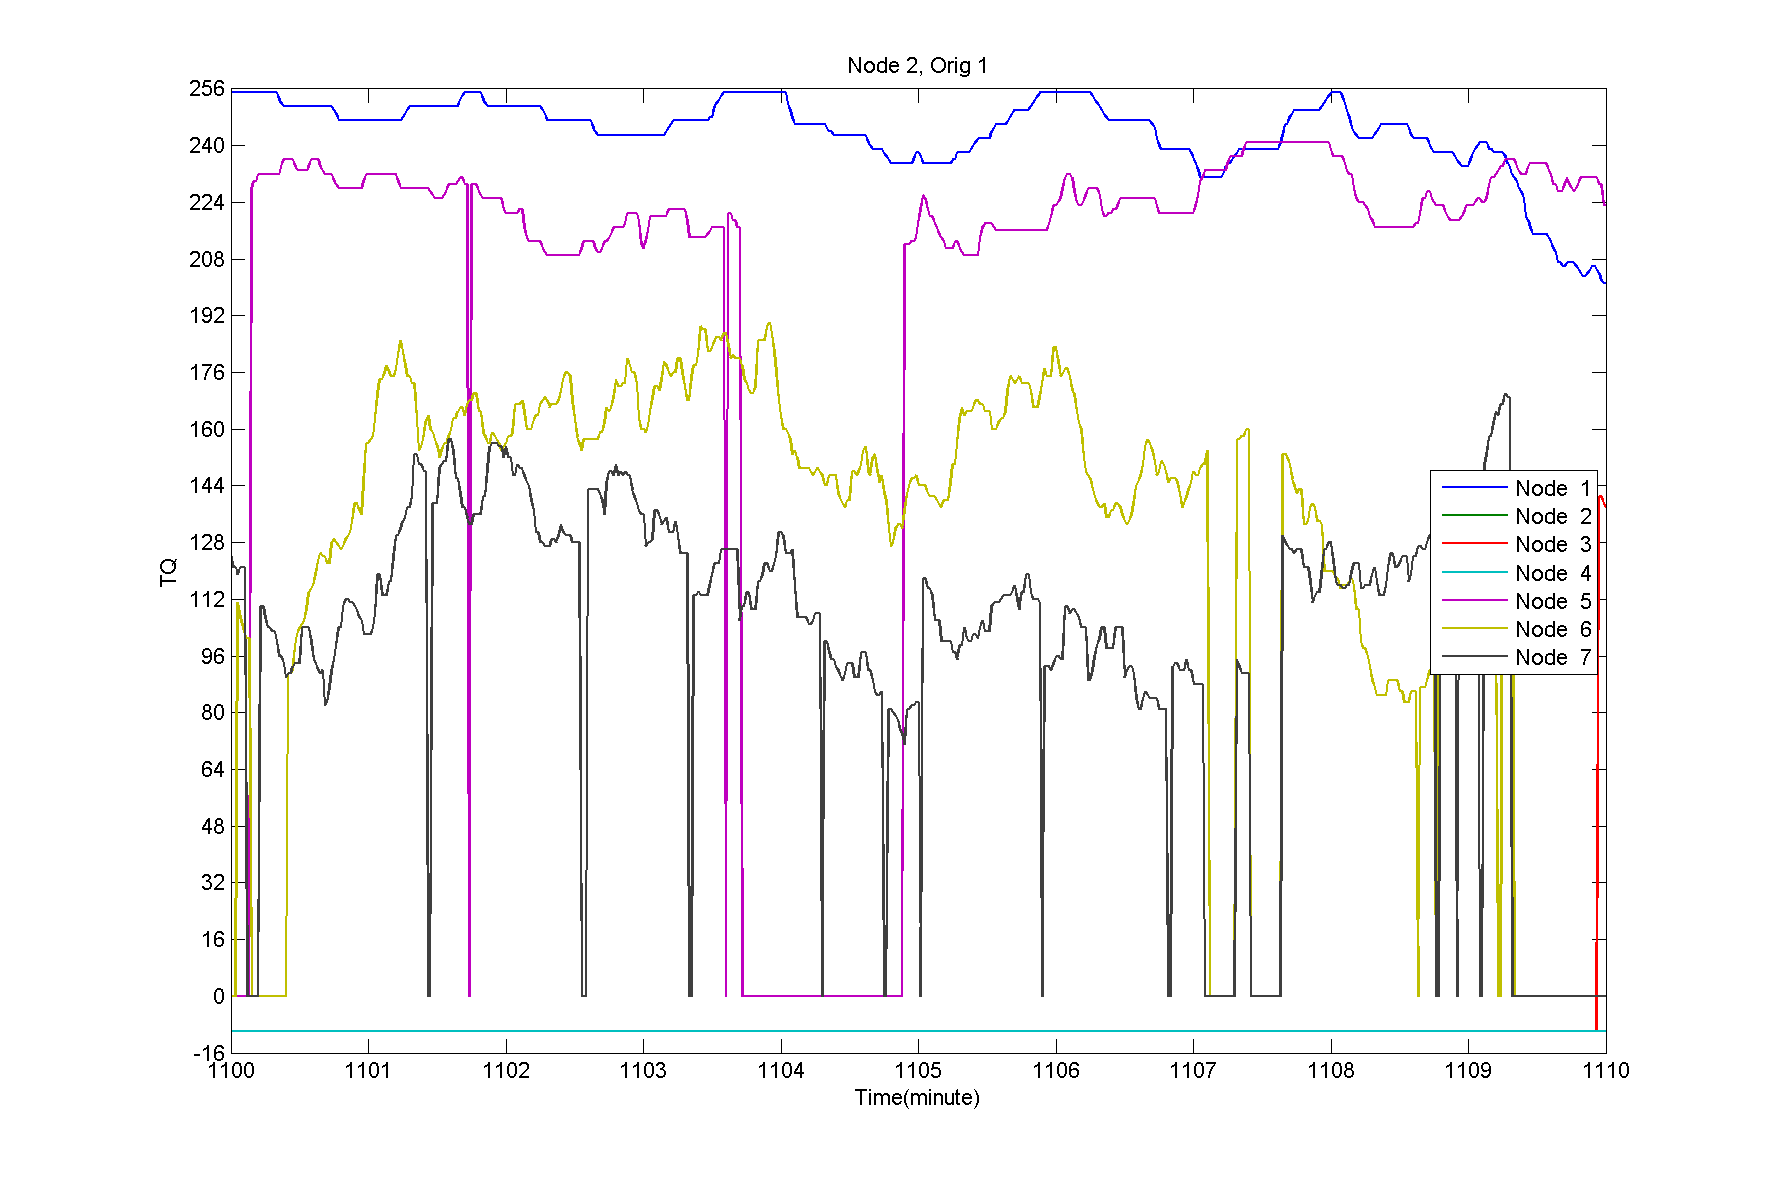 Node 2, Orig 1
256
240
224
208
192
176
160
144
128
112
96
80
64
48
32
16
0
-16
TQ
Node 1
Node 2
Node 3
Node 4
Node 5
Node 6
Node 7
1100 1101 1102 1103 1104 1105 1106 1107 1108 1109 1110
Time(minute)